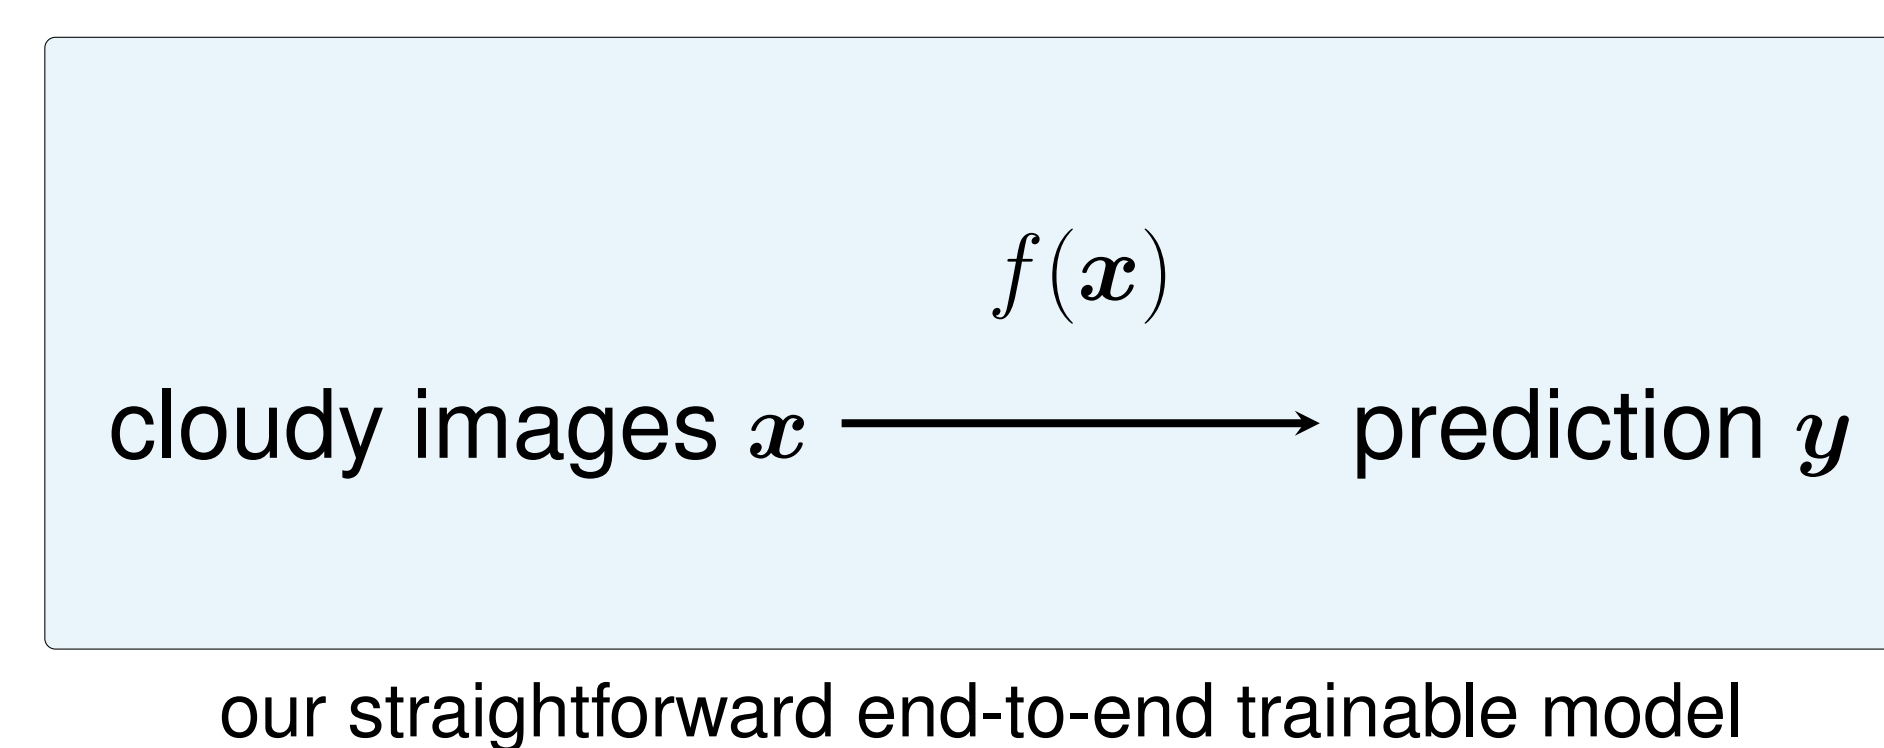 f(x)
cloudy images x → prediction y
our straightforward end-to-end trainable model